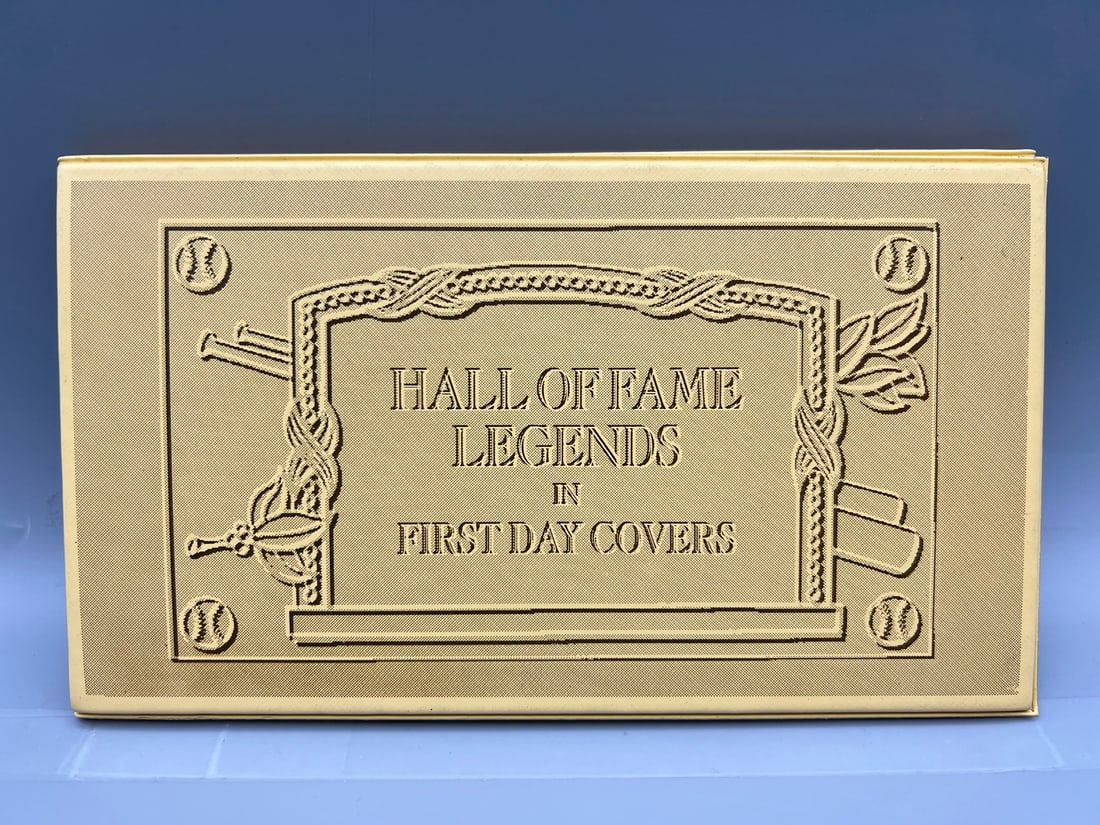 HALL OF FAME
LEGENDS
IN
FIRST DAY COVERS